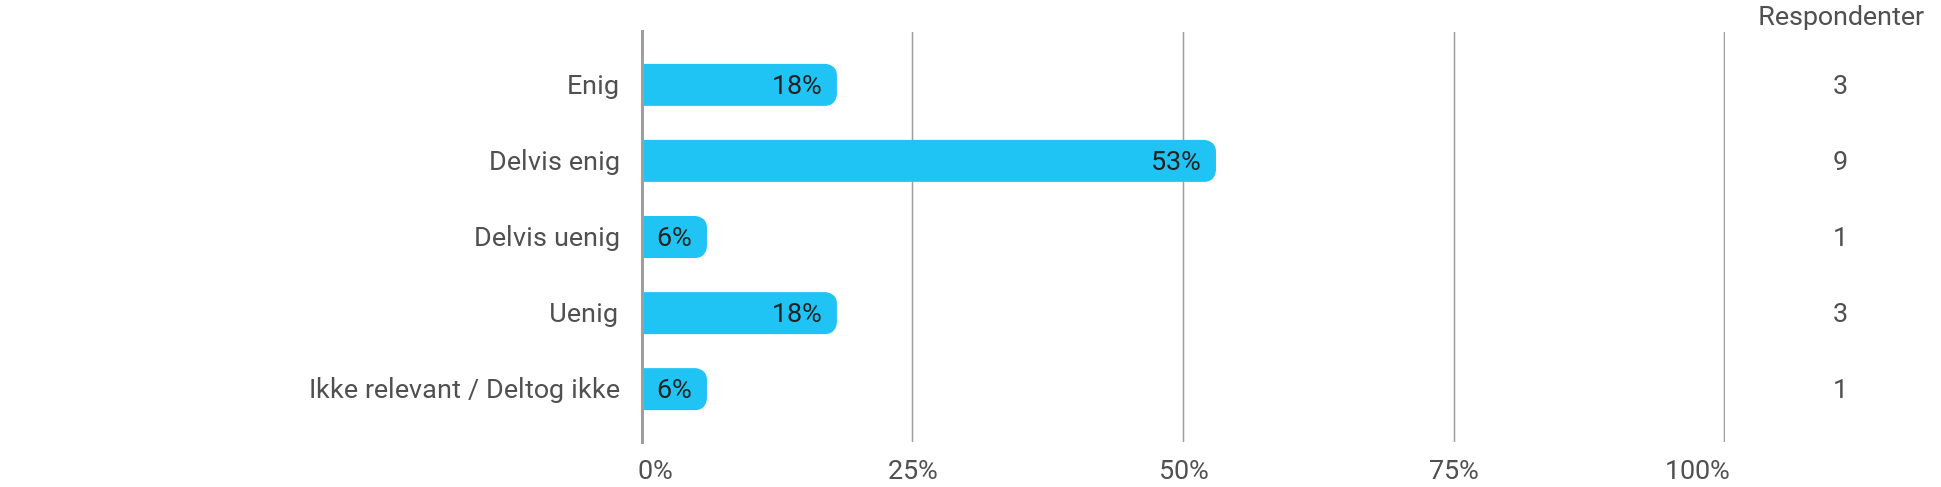 Respondenter
Enig 18% 3
Delvis enig 53% 9
Delvis uenig 6% 1
Uenig 18% 3
Ikke relevant / Deltog ikke 6% 1
0% 25% 50% 75% 100%